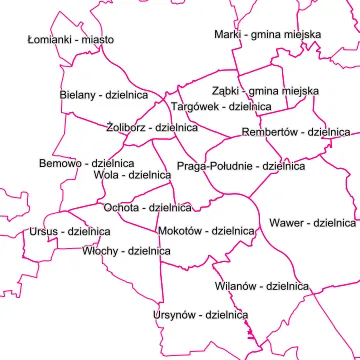 Marki - gmina miejska
Łomianki - miasto
Ząbki - gmina miejska
Bielany - dzielnica
Targówek - dzielnica
Żoliborz - dzielnica
Rembertów - dzielnica
Bemowo - dzielnica
Praga-Południe - dzielnica
Wola - dzielnica
Ochota - dzielnica
Wawer - dzielnica
Ursus - dzielnica
Mokotów - dzielnica
Włochy - dzielnica
Wilanów - dzielnica
Ursynów - dzielnica